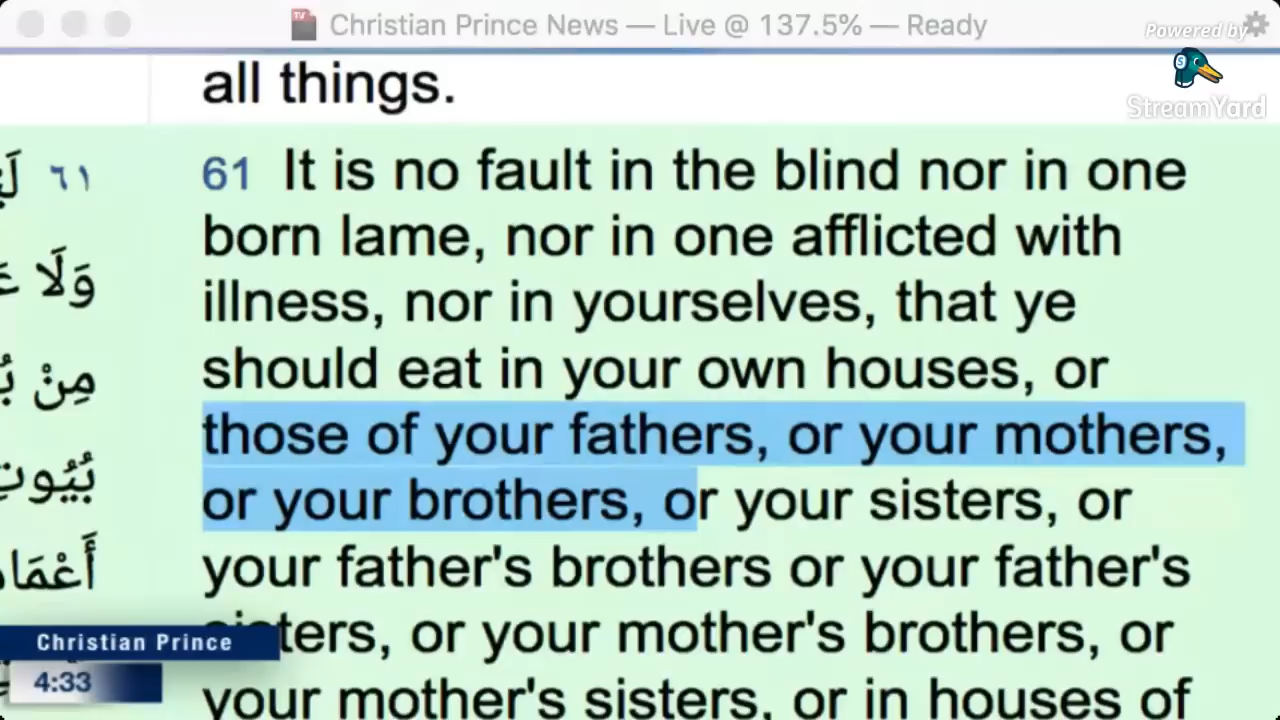 Christian Prince News — Live @ 137.5% — Ready
Powered by
StreamYard
all things.
61 It is no fault in the blind nor in one
born lame, nor in one afflicted with
illness, nor in yourselves, that ye
should eat in your own houses, or
those of your fathers, or your mothers,
or your brothers, or your sisters, or
your father's brothers or your father's
sisters, or your mother's brothers, or
your mother's sisters, or in houses of
٦١
وَلَا
مِنْ
Christian Prince
4:33